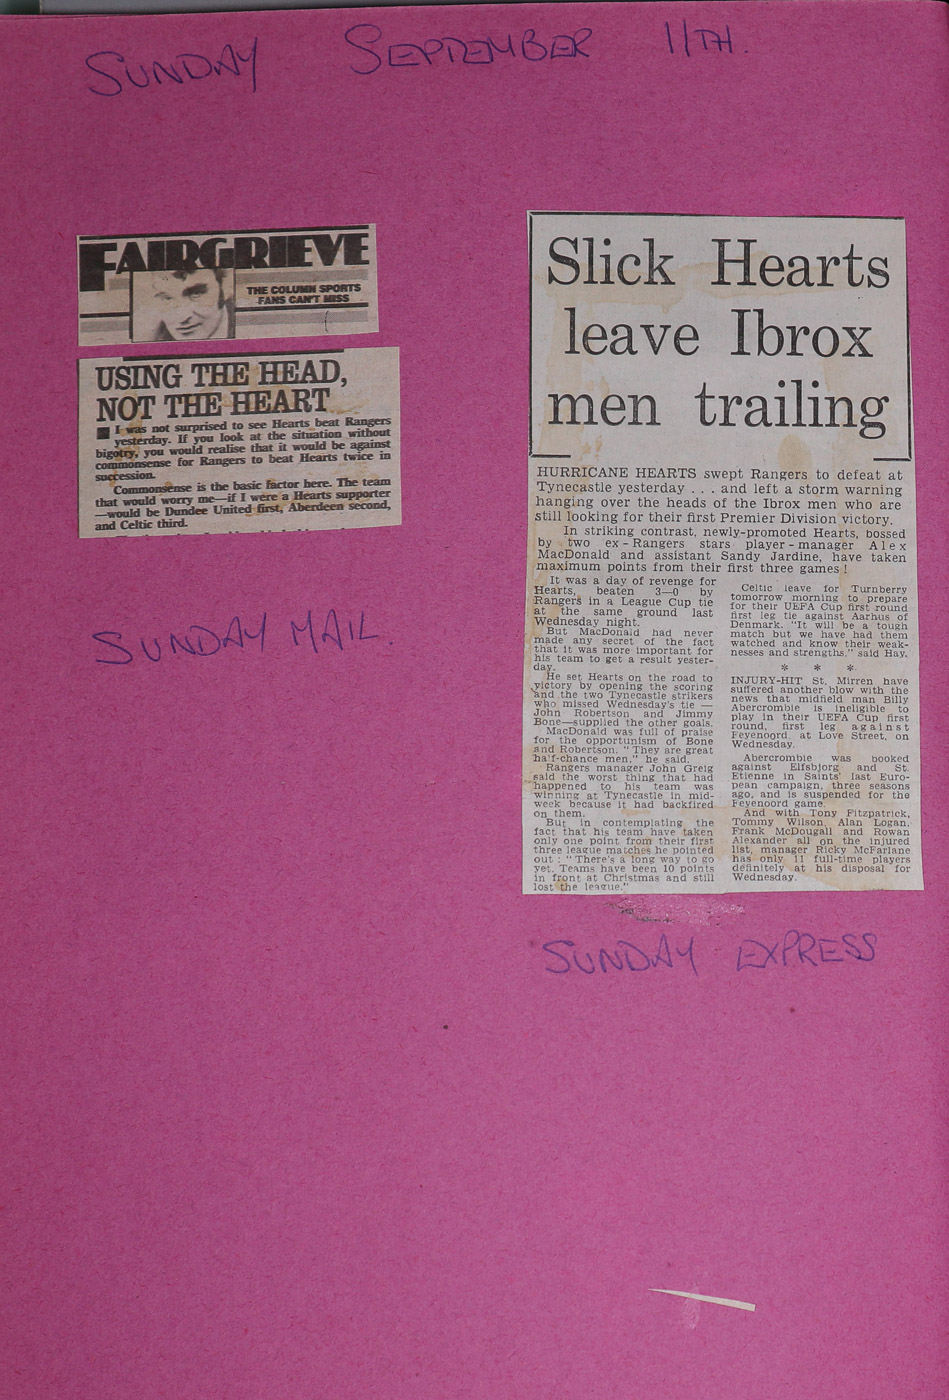 SUNDAY SEPTEMBER 11TH.
FAIRGRIEVE
THE COLUMN SPORTS
FANS CAN'T MISS
USING THE HEAD,
NOT THE HEART
I was not surprised to see Hearts beat Rangers
yesterday. If you look at the situation without
bigotry, you would realise that it would be against
commonsense for Rangers to beat Hearts twice in
succession.
Commonsense is the basic factor here. The team
that would worry me—if I were a Hearts supporter
—would be Dundee United first, Aberdeen second,
and Celtic third.
SUNDAY MAIL.
Slick Hearts
leave Ibrox
men trailing
HURRICANE HEARTS swept Rangers to defeat at
Tynecastle yesterday . . . and left a storm warning
hanging over the heads of the Ibrox men who are
still looking for their first Premier Division victory.
In striking contrast, newly-promoted Hearts, bossed
by two ex-Rangers stars player-manager Alex
MacDonald and assistant Sandy Jardine, have taken
maximum points from their first three games !
It was a day of revenge for
Hearts, beaten 3—0 by
Rangers in a League Cup tie
at the same ground last
Wednesday night.
But MacDonald had never
made any secret of the fact
that it was more important for
his team to get a result yester-
day.
He set Hearts on the road to
victory by opening the scoring
and the two Tynecastle strikers
who missed Wednesday's tie —
John Robertson and Jimmy
Bone—supplied the other goals.
MacDonald was full of praise
for the opportunism of Bone
and Robertson. "They are great
half-chance men," he said.
Rangers manager John Greig
said the worst thing that had
happened to his team was
winning at Tynecastle in mid-
week because it had backfired
on them.
But in contemplating the
fact that his team have taken
only one point from their first
three league matches he pointed
out : "There's a long way to go
yet. Teams have been 10 points
in front at Christmas and still
lost the league."
Celtic leave for Turnberry
tomorrow morning to prepare
for their UEFA Cup first round
first leg tie against Aarhus of
Denmark. "It will be a tough
match but we have had them
watched and know their weak-
nesses and strengths," said Hay.
* * *
INJURY-HIT St. Mirren have
suffered another blow with the
news that midfield man Billy
Abercrombie is ineligible to
play in their UEFA Cup first
round, first leg against
Feyenoord, at Love Street, on
Wednesday.
Abercrombie was booked
against Elfsbjorg and St.
Etienne in Saints' last Euro-
pean campaign, three seasons
ago, and is suspended for the
Feyenoord game.
And with Tony Fitzpatrick,
Tommy Wilson, Alan Logan,
Frank McDougall and Rowan
Alexander all on the injured
list, manager Ricky McFarlane
has only 11 full-time players
definitely at his disposal for
Wednesday.
SUNDAY EXPRESS